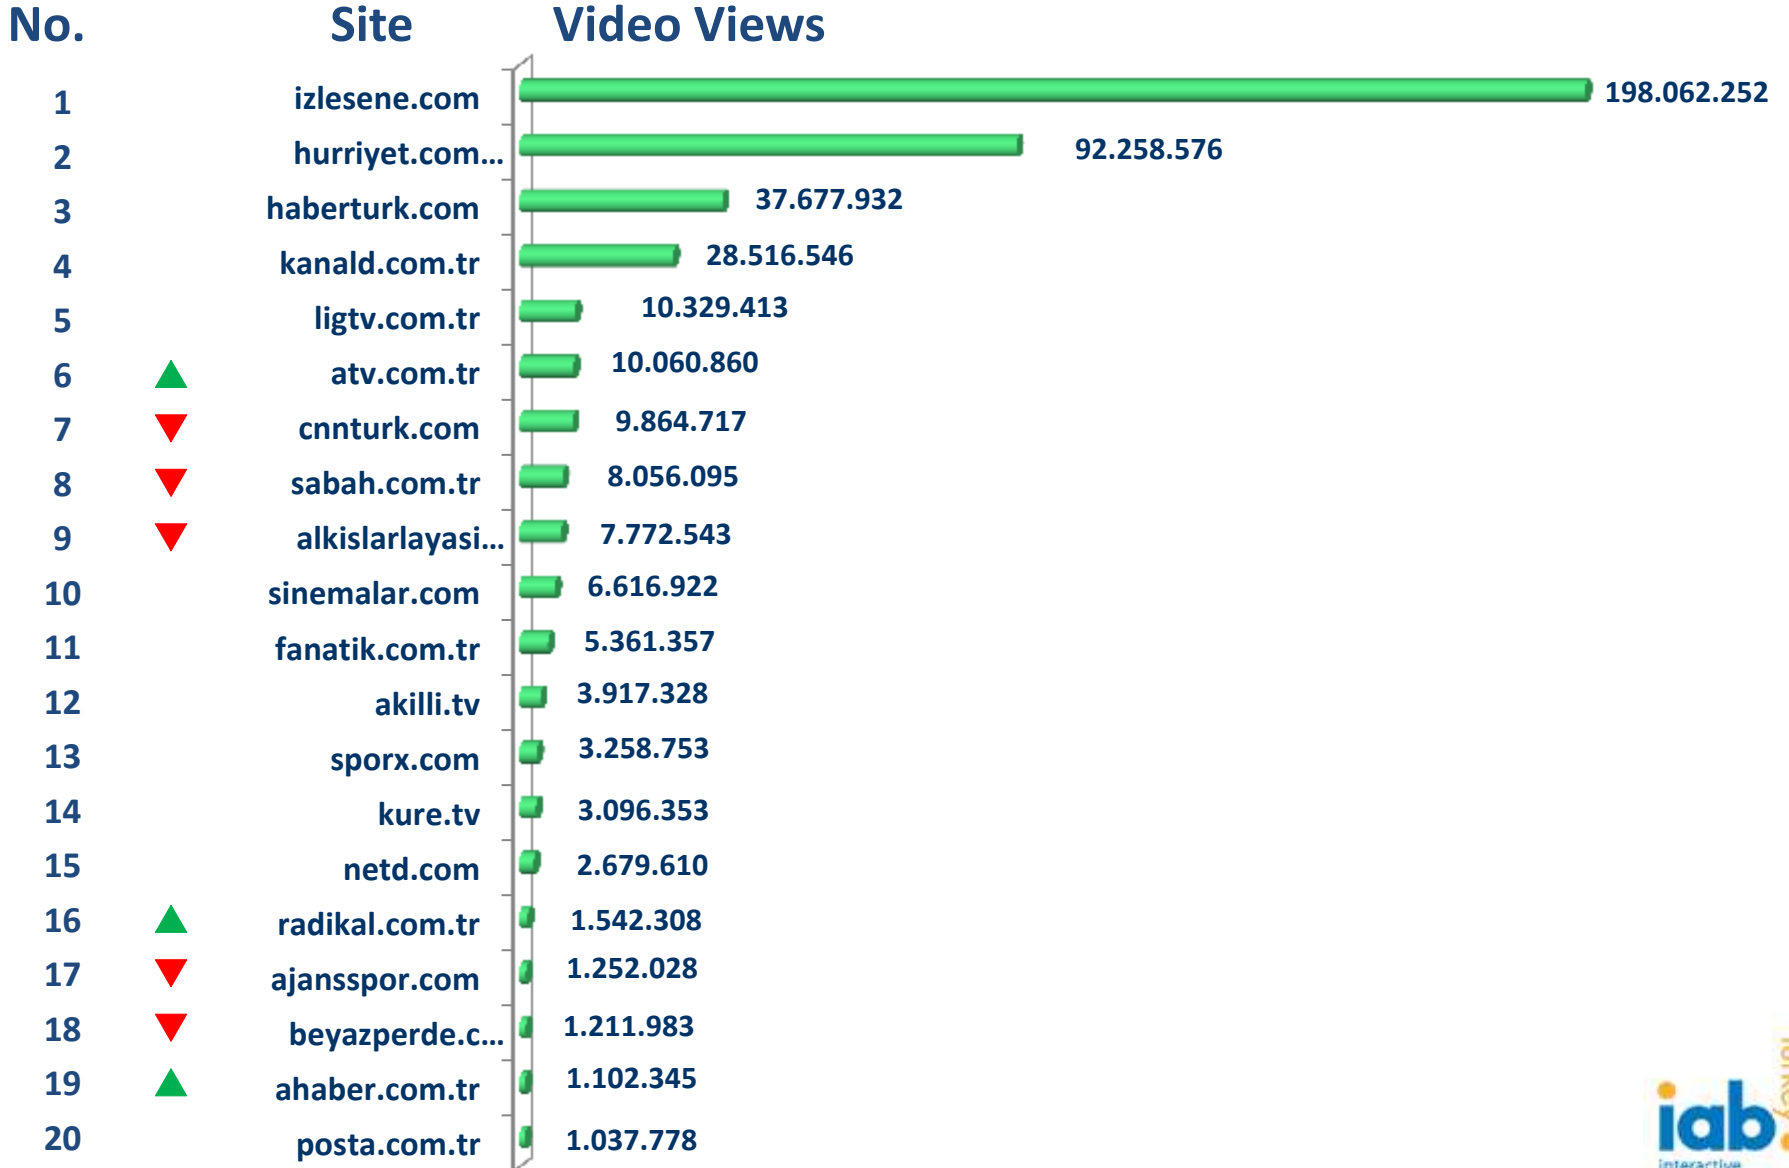 No. Site Video Views
1 izlesene.com 198.062.252
2 hurriyet.com... 92.258.576
3 haberturk.com 37.677.932
4 kanald.com.tr 28.516.546
5 ligtv.com.tr 10.329.413
6 atv.com.tr 10.060.860
7 cnnturk.com 9.864.717
8 sabah.com.tr 8.056.095
9 alkislarlayasi... 7.772.543
10 sinemalar.com 6.616.922
11 fanatik.com.tr 5.361.357
12 akilli.tv 3.917.328
13 sporx.com 3.258.753
14 kure.tv 3.096.353
15 netd.com 2.679.610
16 radikal.com.tr 1.542.308
17 ajansspor.com 1.252.028
18 beyazperde.c... 1.211.983
19 ahaber.com.tr 1.102.345
20 posta.com.tr 1.037.778
iab.
interactive